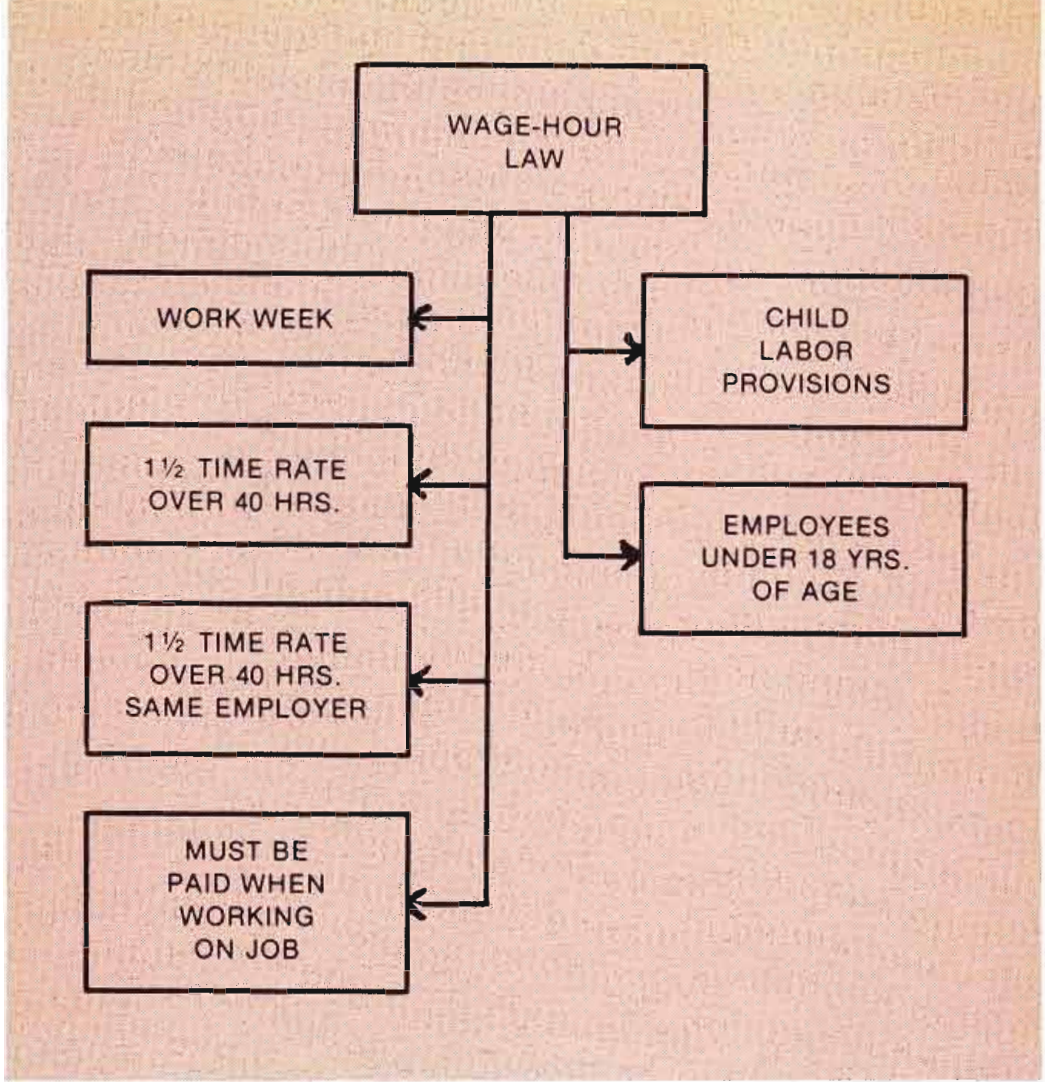 WAGE-HOUR
LAW
WORK WEEK
1½ TIME RATE
OVER 40 HRS.
1½ TIME RATE
OVER 40 HRS.
SAME EMPLOYER
MUST BE
PAID WHEN
WORKING
ON JOB
CHILD
LABOR
PROVISIONS
EMPLOYEES
UNDER 18 YRS.
OF AGE